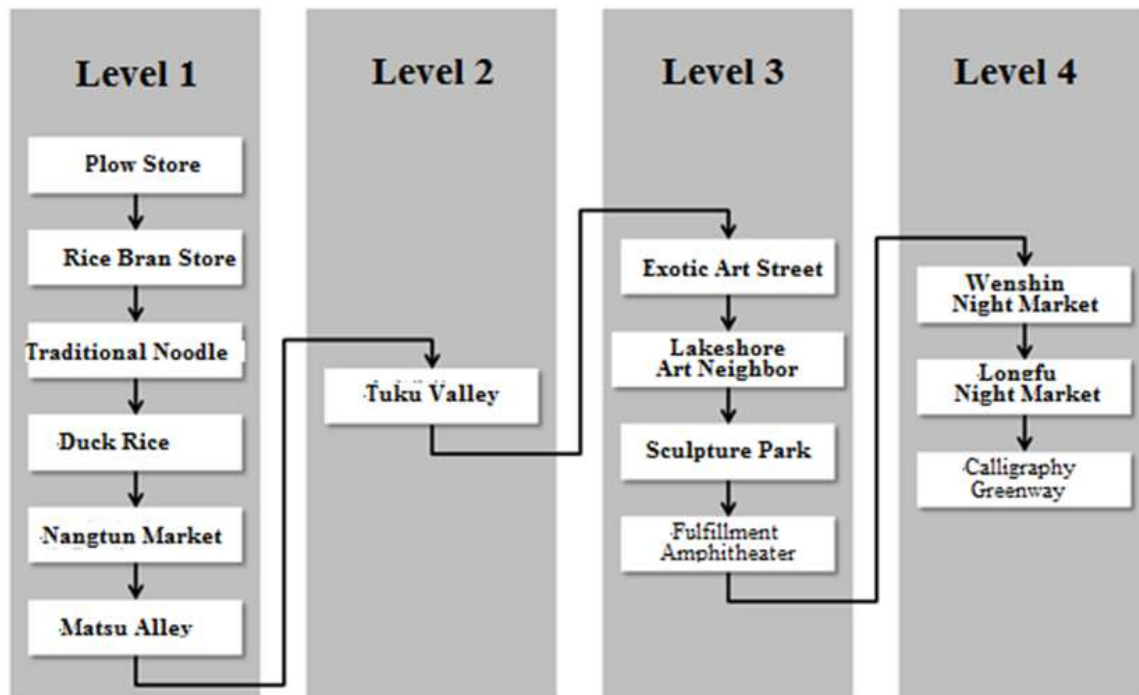 Level 1
Plow Store
Rice Bran Store
Traditional Noodle
Duck Rice
Nangtun Market
Matsu Alley
Level 2
Tuku Valley
Level 3
Exotic Art Street
Lakeshore
Art Neighbor
Sculpture Park
Fulfillment
Amphitheater
Level 4
Wenshin
Night Market
Longfu
Night Market
Calligraphy
Greenway